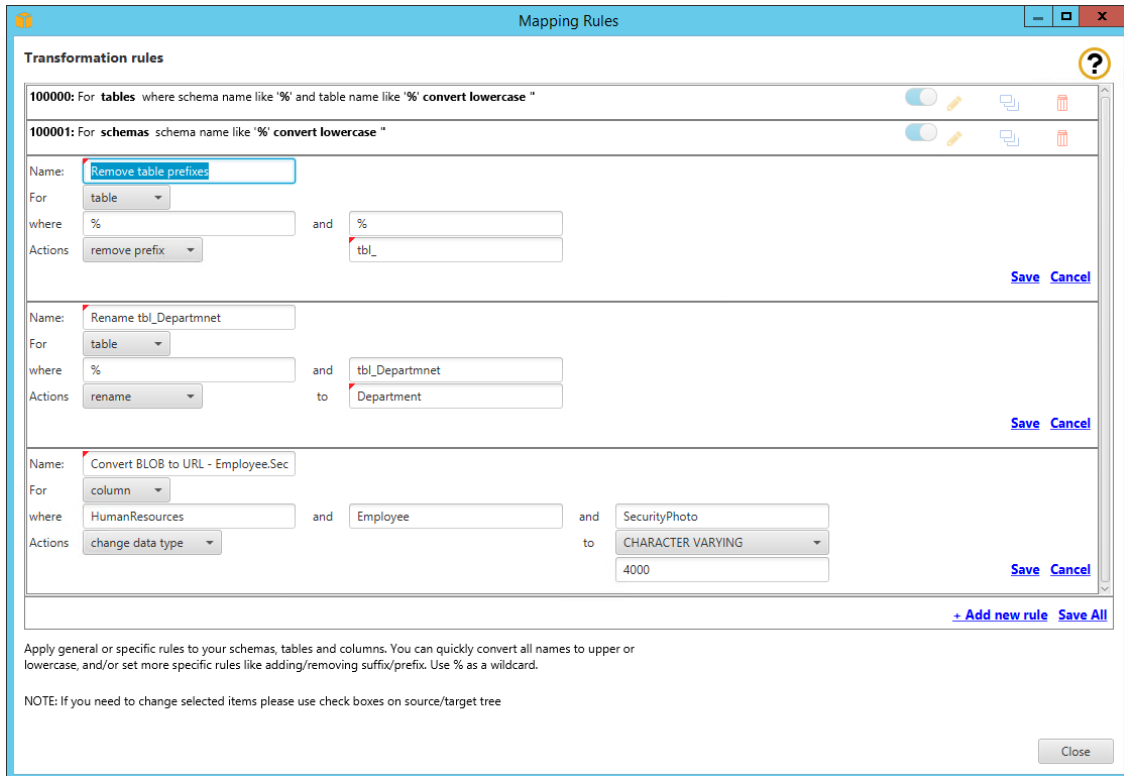 Mapping Rules
Transformation rules
?
100000: For tables where schema name like '%' and table name like '%' convert lowercase ''
100001: For schemas schema name like '%' convert lowercase ''
Name: Remove table prefixes
For table
where % and %
Actions remove prefix tbl_
Save Cancel
Name: Rename tbl_Departmnet
For table
where % and tbl_Departmnet
Actions rename to Department
Save Cancel
Name: Convert BLOB to URL - Employee.Sec
For column
where HumanResources and Employee and SecurityPhoto
Actions change data type to CHARACTER VARYING
4000 Save Cancel
+ Add new rule Save All
Apply general or specific rules to your schemas, tables and columns. You can quickly convert all names to upper or
lowercase, and/or set more specific rules like adding/removing suffix/prefix. Use % as a wildcard.
NOTE: If you need to change selected items please use check boxes on source/target tree
Close